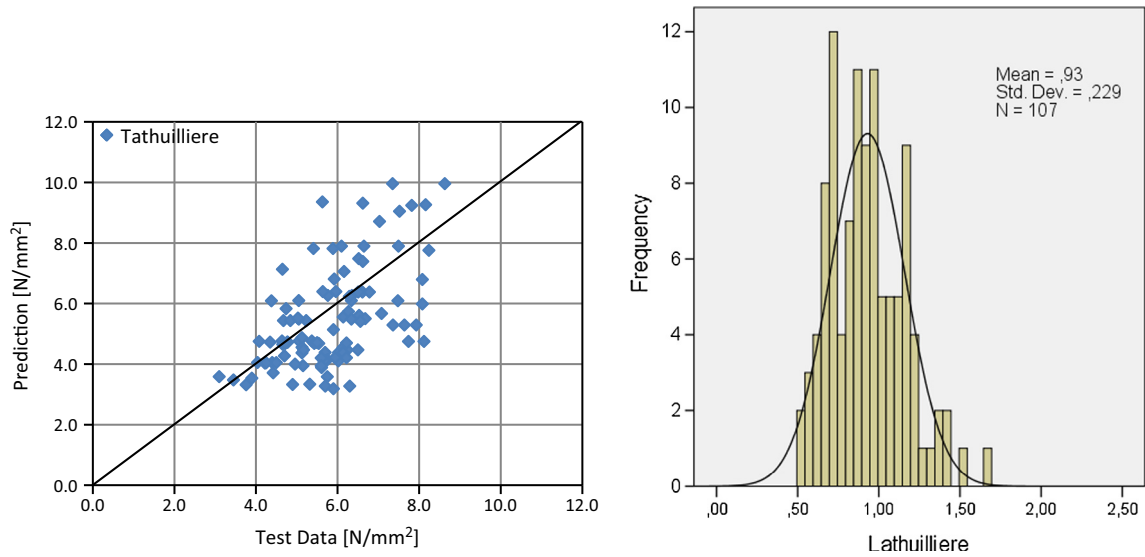 Tathuilliere
12.0
10.0
8.0
6.0
4.0
2.0
0.0
Prediction [N/mm²]
0.0 2.0 4.0 6.0 8.0 10.0 12.0
Test Data [N/mm²]
Mean = ,93
Std. Dev. = ,229
N = 107
12
10
8
6
4
2
0
Frequency
,00 ,50 1,00 1,50 2,00 2,50
Lathuilliere